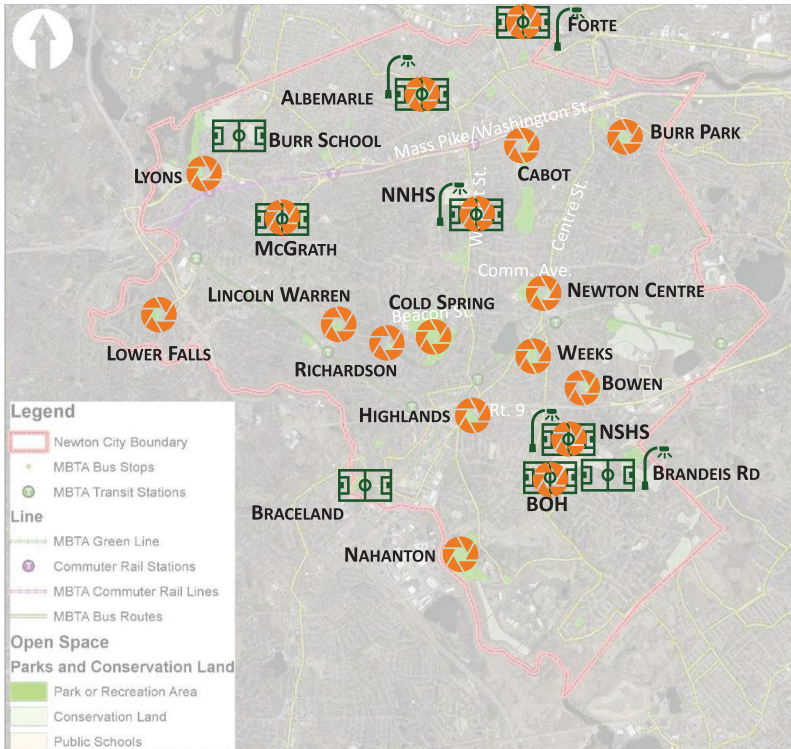 FORTE
ALBEMARLE
BURR SCHOOL
Mass Pike/Washington St.
BURR PARK
LYONS
CABOT
NNHS
Centre St.
MCGRATH
Comm. Ave.
LINCOLN WARREN
COLD SPRING
NEWTON CENTRE
Beacon St.
LOWER FALLS
RICHARDSON
WEEKS
BOWEN
HIGHLANDS
Rt. 9
NSHS
BRANDEIS RD
BRACELAND
BOH
NAHANTON
Legend
Newton City Boundary
MBTA Bus Stops
MBTA Transit Stations
Line
MBTA Green Line
Commuter Rail Stations
MBTA Commuter Rail Lines
MBTA Bus Routes
Open Space
Parks and Conservation Land
Park or Recreation Area
Conservation Land
Public Schools